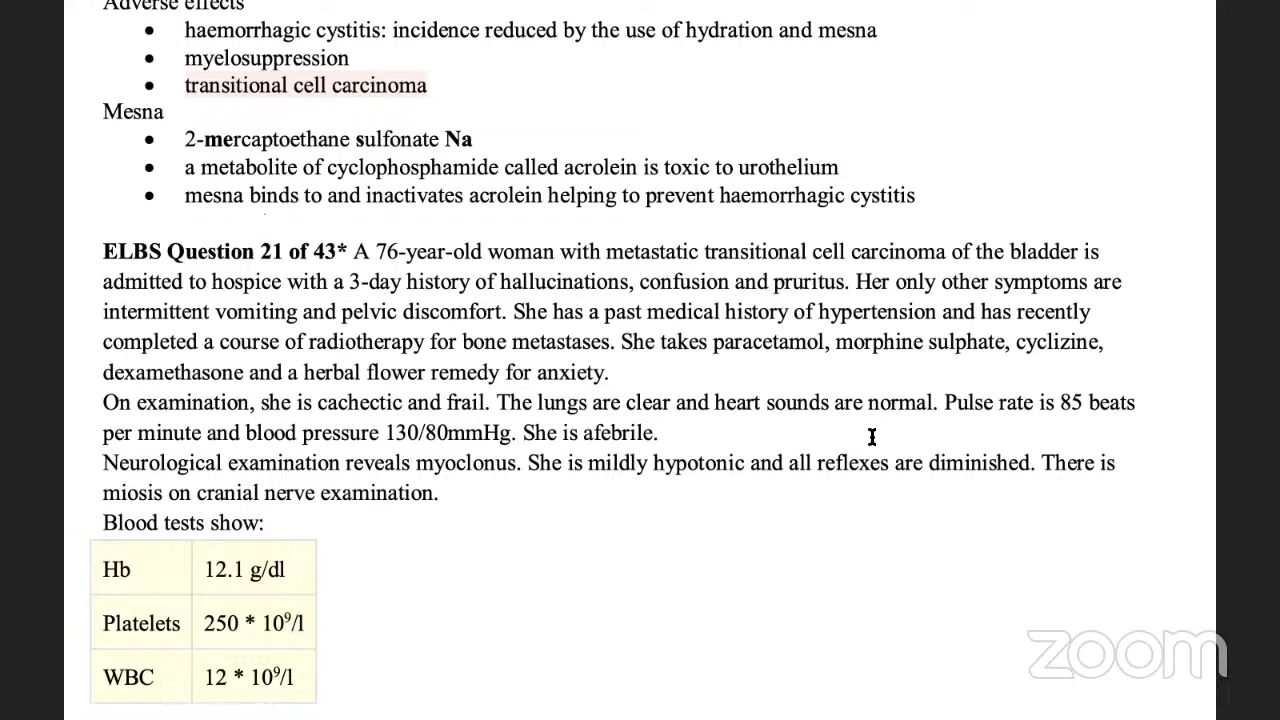 Adverse effects
• haemorrhagic cystitis: incidence reduced by the use of hydration and mesna
• myelosuppression
• transitional cell carcinoma
Mesna
• 2-mercaptoethane sulfonate Na
• a metabolite of cyclophosphamide called acrolein is toxic to urothelium
• mesna binds to and inactivates acrolein helping to prevent haemorrhagic cystitis
ELBS Question 21 of 43* A 76-year-old woman with metastatic transitional cell carcinoma of the bladder is
admitted to hospice with a 3-day history of hallucinations, confusion and pruritus. Her only other symptoms are
intermittent vomiting and pelvic discomfort. She has a past medical history of hypertension and has recently
completed a course of radiotherapy for bone metastases. She takes paracetamol, morphine sulphate, cyclizine,
dexamethasone and a herbal flower remedy for anxiety.
On examination, she is cachectic and frail. The lungs are clear and heart sounds are normal. Pulse rate is 85 beats
per minute and blood pressure 130/80mmHg. She is afebrile.
Neurological examination reveals myoclonus. She is mildly hypotonic and all reflexes are diminished. There is
miosis on cranial nerve examination.
Blood tests show:
Hb 12.1 g/dl
Platelets 250 * 10⁹/l
WBC 12 * 10⁹/l
zoom